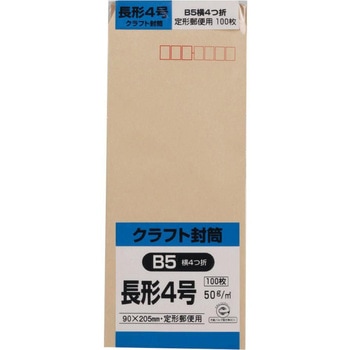 長形4号
クラフト封筒
B5横4つ折
定形郵便用 100枚
クラフト封筒
B5 横4つ折
長形4号
100枚
50g/㎡
90×205mm・定形郵便用